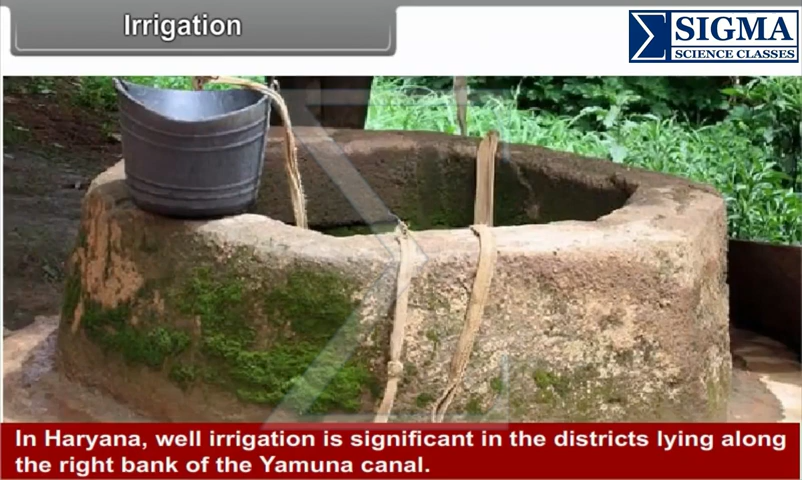 Irrigation
SIGMA
SCIENCE CLASSES
In Haryana, well irrigation is significant in the districts lying along
the right bank of the Yamuna canal.